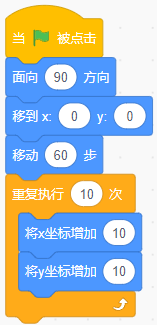 当 被点击
面向 90 方向
移到 x: 0 y: 0
移动 60 步
重复执行 10 次
将x坐标增加 10
将y坐标增加 10